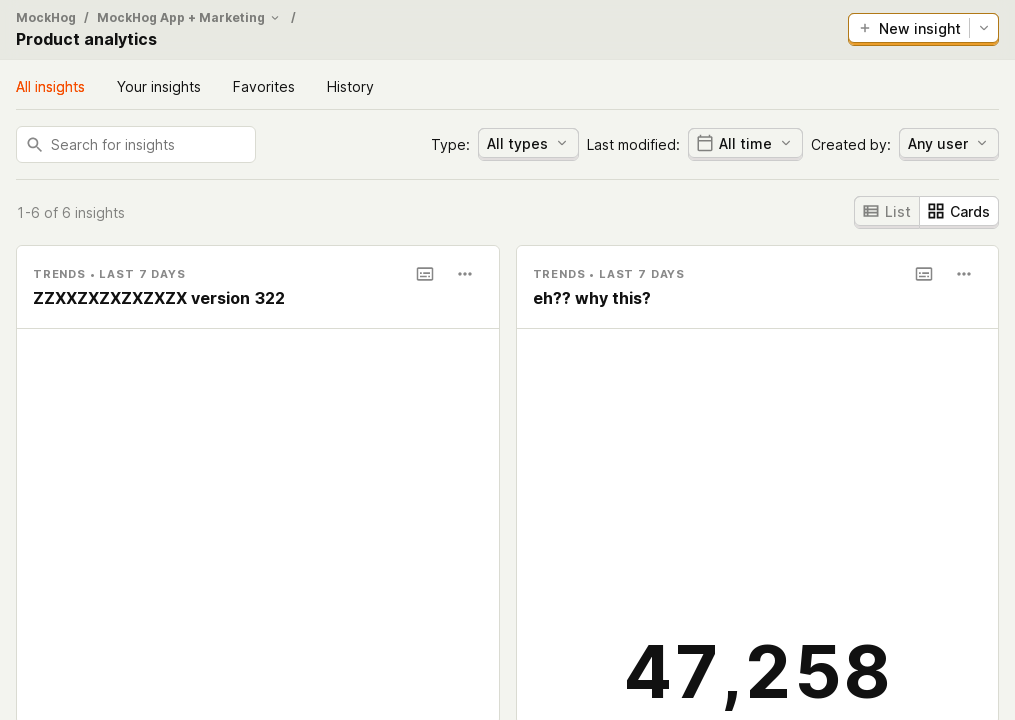 MockHog / MockHog App + Marketing /
Product analytics
New insight
All insights Your insights Favorites History
Search for insights Type: All types Last modified: All time Created by: Any user
1-6 of 6 insights List Cards
TRENDS • LAST 7 DAYS
ZZXXZXZXZXZXZX version 322
TRENDS • LAST 7 DAYS
eh?? why this?
47,258